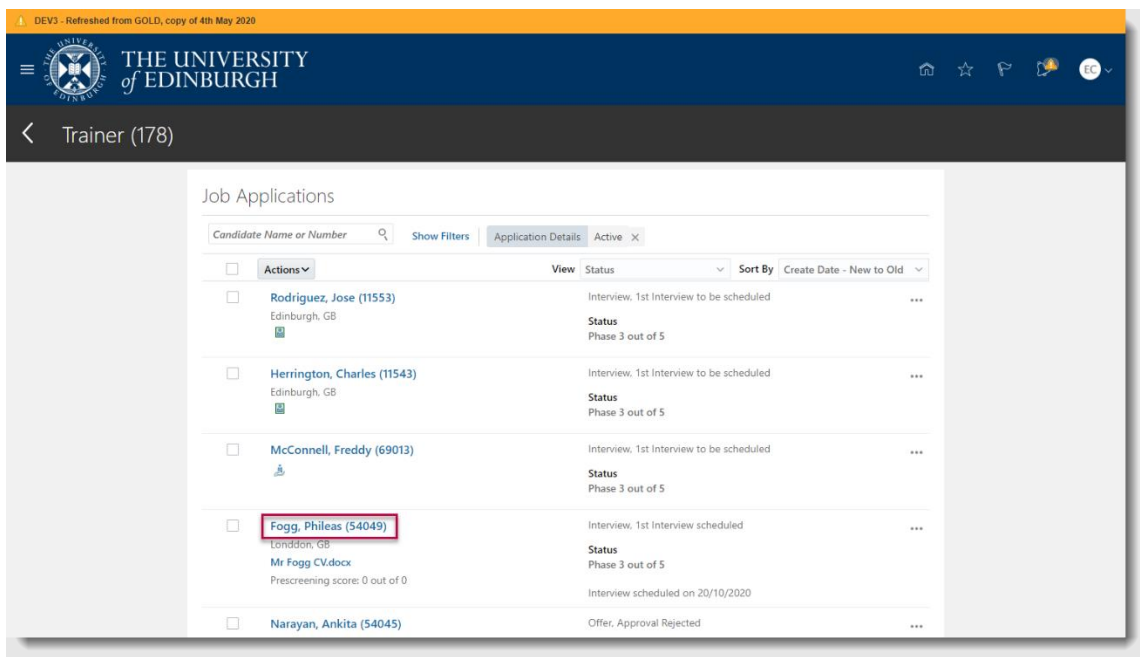 DEV3 - Refreshed from GOLD, copy of 4th May 2020
THE UNIVERSITY
of EDINBURGH
EC
Trainer (178)
Job Applications
Candidate Name or Number Show Filters Application Details Active
Actions View Status Sort By Create Date - New to Old
Rodriguez, Jose (11553) Interview, 1st Interview to be scheduled
Edinburgh, GB
Status
Phase 3 out of 5
Herrington, Charles (11543) Interview, 1st Interview to be scheduled
Edinburgh, GB
Status
Phase 3 out of 5
McConnell, Freddy (69013) Interview, 1st Interview to be scheduled
Status
Phase 3 out of 5
Fogg, Phileas (54049) Interview, 1st Interview scheduled
Londdon, GB
Status
Mr Fogg CV.docx Phase 3 out of 5
Prescreening score: 0 out of 0
Interview scheduled on 20/10/2020
Narayan, Ankita (54045) Offer, Approval Rejected